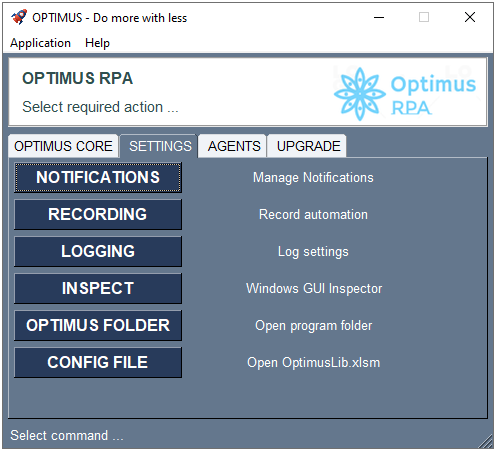 OPTIMUS - Do more with less
Application Help
OPTIMUS RPA
Select required action ...
Optimus
RPA
OPTIMUS CORE SETTINGS AGENTS UPGRADE
NOTIFICATIONS Manage Notifications
RECORDING Record automation
LOGGING Log settings
INSPECT Windows GUI Inspector
OPTIMUS FOLDER Open program folder
CONFIG FILE Open OptimusLib.xlsm
Select command ...